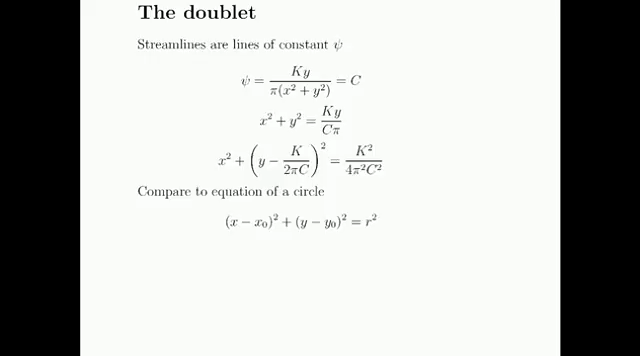 The doublet
Streamlines are lines of constant ψ
ψ = Ky / π(x² + y²) = C
x² + y² = Ky / Cπ
x² + (y − K / 2πC)² = K² / 4π²C²
Compare to equation of a circle
(x − x₀)² + (y − y₀)² = r²